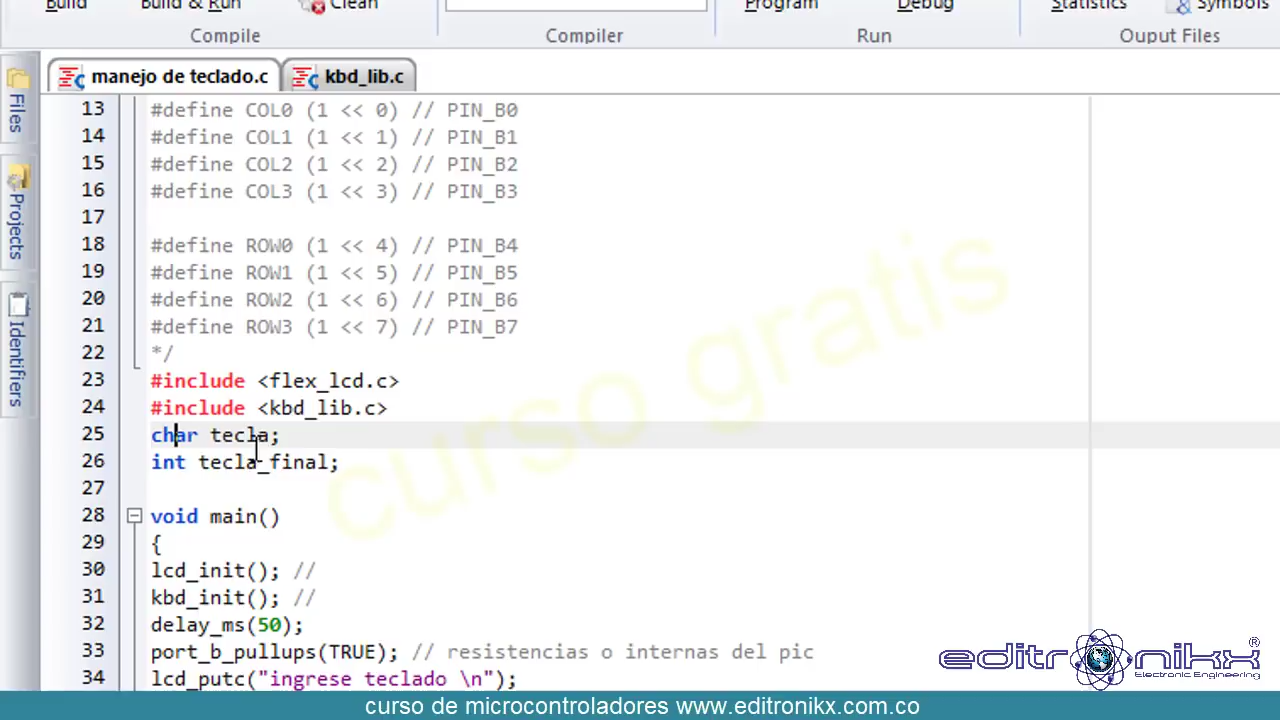 Build Build & Run Clean Program Debug Statistics Symbols
Compile Compiler Run Ouput Files
manejo de teclado.c kbd_lib.c
Files
Projects
Identifiers
13 #define COL0 (1 << 0) // PIN_B0
14 #define COL1 (1 << 1) // PIN_B1
15 #define COL2 (1 << 2) // PIN_B2
16 #define COL3 (1 << 3) // PIN_B3
17
18 #define ROW0 (1 << 4) // PIN_B4
19 #define ROW1 (1 << 5) // PIN_B5
20 #define ROW2 (1 << 6) // PIN_B6
21 #define ROW3 (1 << 7) // PIN_B7
22 */
23 #include <flex_lcd.c>
24 #include <kbd_lib.c>
25 char tecla;
26 int tecla_final;
27
28 void main()
29 {
30 lcd_init(); //
31 kbd_init(); //
32 delay_ms(50);
33 port_b_pullups(TRUE); // resistencias o internas del pic
34 lcd_putc("ingrese teclado \n");
curso gratis
editronikx ®
Electronic Engineering
curso de microcontroladores www.editronikx.com.co